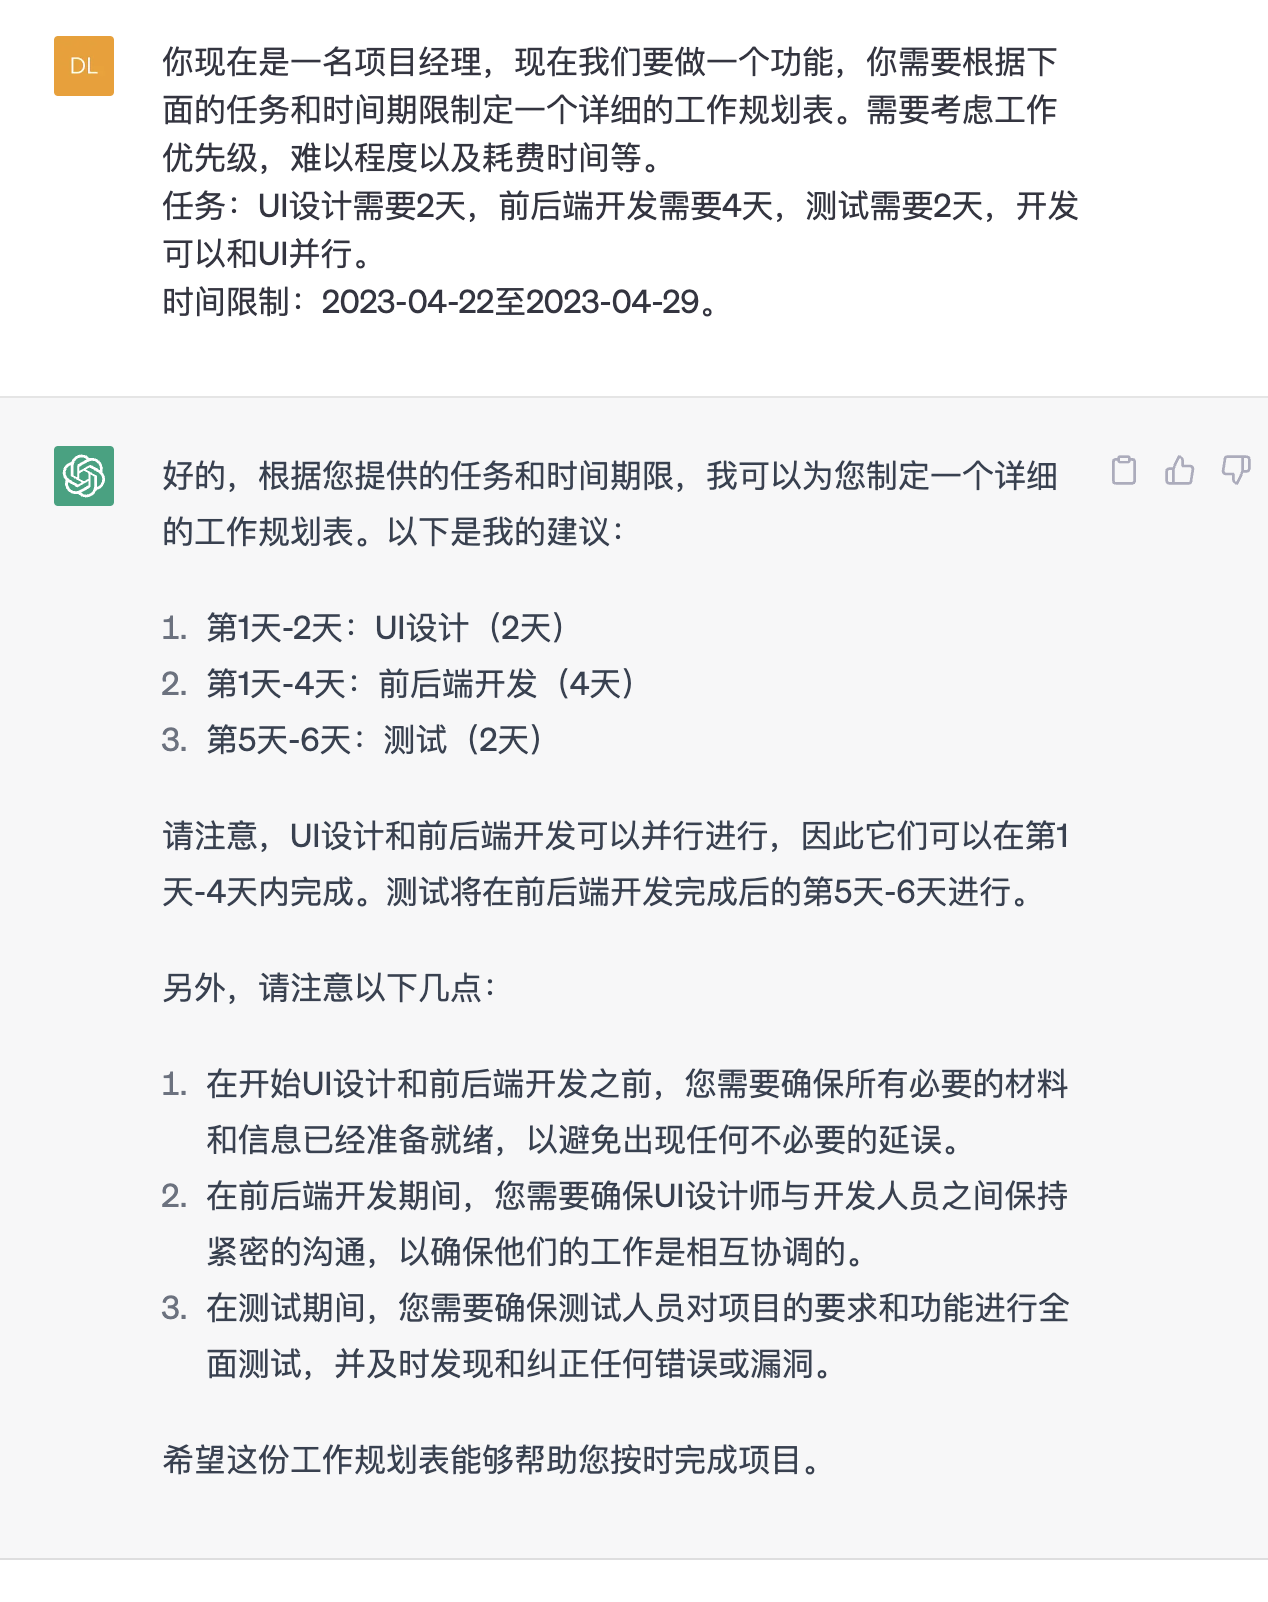 DL
你现在是一名项目经理，现在我们要做一个功能，你需要根据下
面的任务和时间期限制定一个详细的工作规划表。需要考虑工作
优先级，难以程度以及耗费时间等。
任务：UI设计需要2天，前后端开发需要4天，测试需要2天，开发
可以和UI并行。
时间限制：2023-04-22至2023-04-29。
好的，根据您提供的任务和时间期限，我可以为您制定一个详细
的工作规划表。以下是我的建议：
1. 第1天-2天：UI设计（2天）
2. 第1天-4天：前后端开发（4天）
3. 第5天-6天：测试（2天）
请注意，UI设计和前后端开发可以并行进行，因此它们可以在第1
天-4天内完成。测试将在前后端开发完成后的第5天-6天进行。
另外，请注意以下几点：
1. 在开始UI设计和前后端开发之前，您需要确保所有必要的材料
和信息已经准备就绪，以避免出现任何不必要的延误。
2. 在前后端开发期间，您需要确保UI设计师与开发人员之间保持
紧密的沟通，以确保他们的工作是相互协调的。
3. 在测试期间，您需要确保测试人员对项目的要求和功能进行全
面测试，并及时发现和纠正任何错误或漏洞。
希望这份工作规划表能够帮助您按时完成项目。